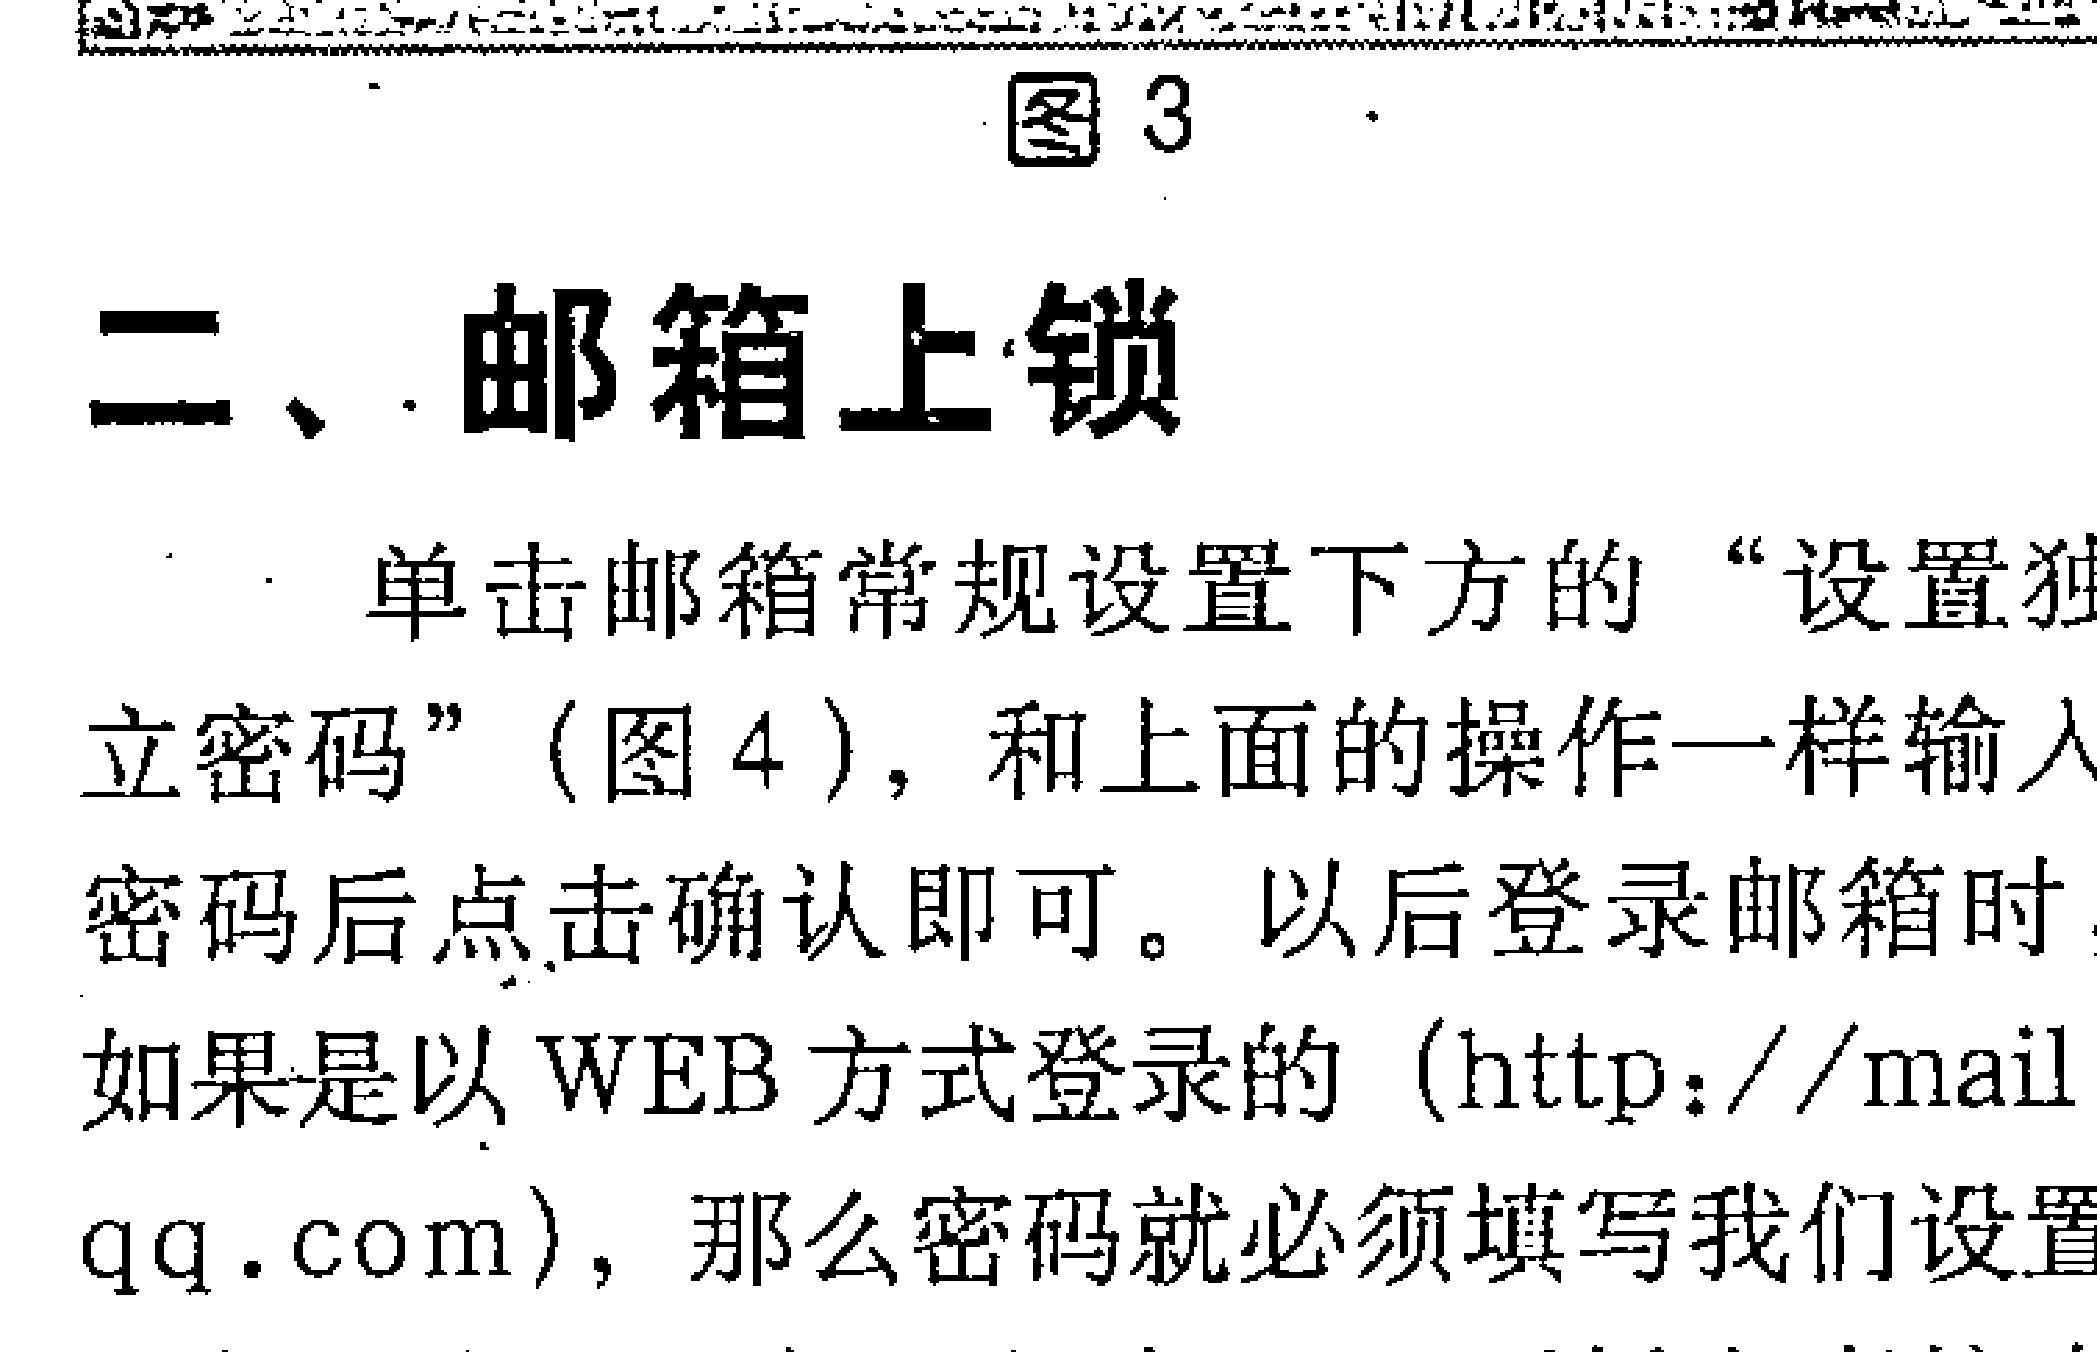 图 3
二、邮箱上锁
单击邮箱常规设置下方的“设置独
立密码”(图 4),和上面的操作一样输入
密码后点击确认即可。以后登录邮箱时,
如果是以 WEB 方式登录的 (http://mail
qq.com),那么密码就必须填写我们设置